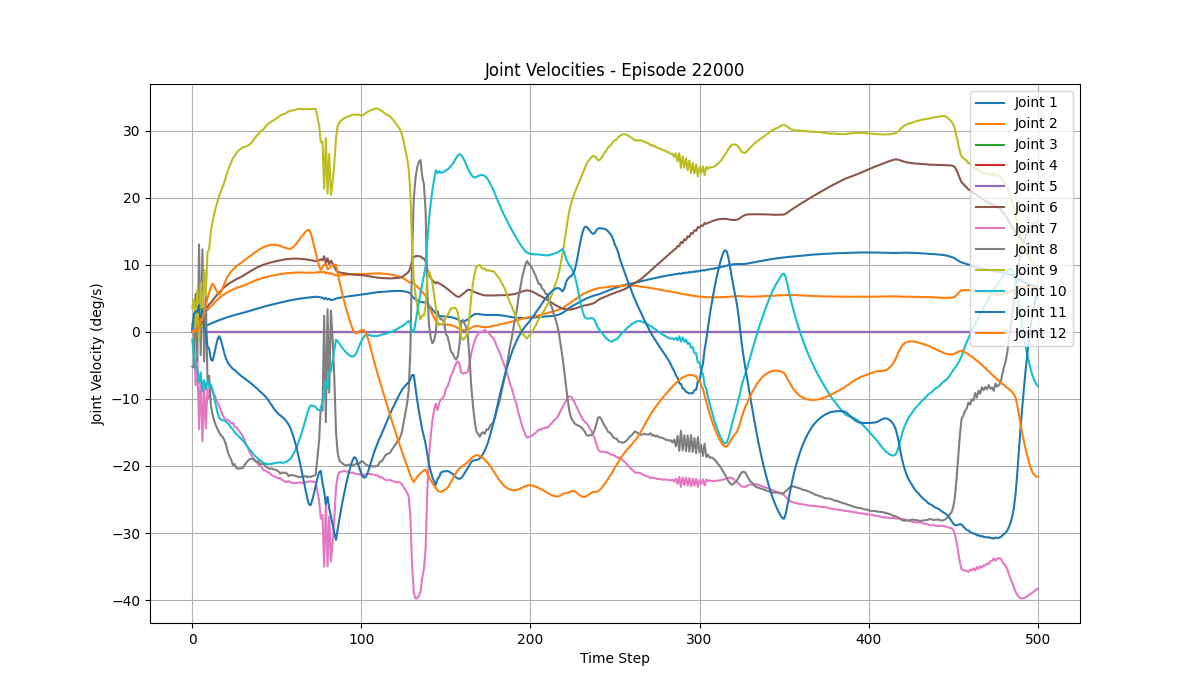 Joint Velocities - Episode 22000
Joint Velocity (deg/s)
30
20
10
0
−10
−20
−30
−40
0
100
200
300
400
500
Time Step
Joint 1
Joint 2
Joint 3
Joint 4
Joint 5
Joint 6
Joint 7
Joint 8
Joint 9
Joint 10
Joint 11
Joint 12